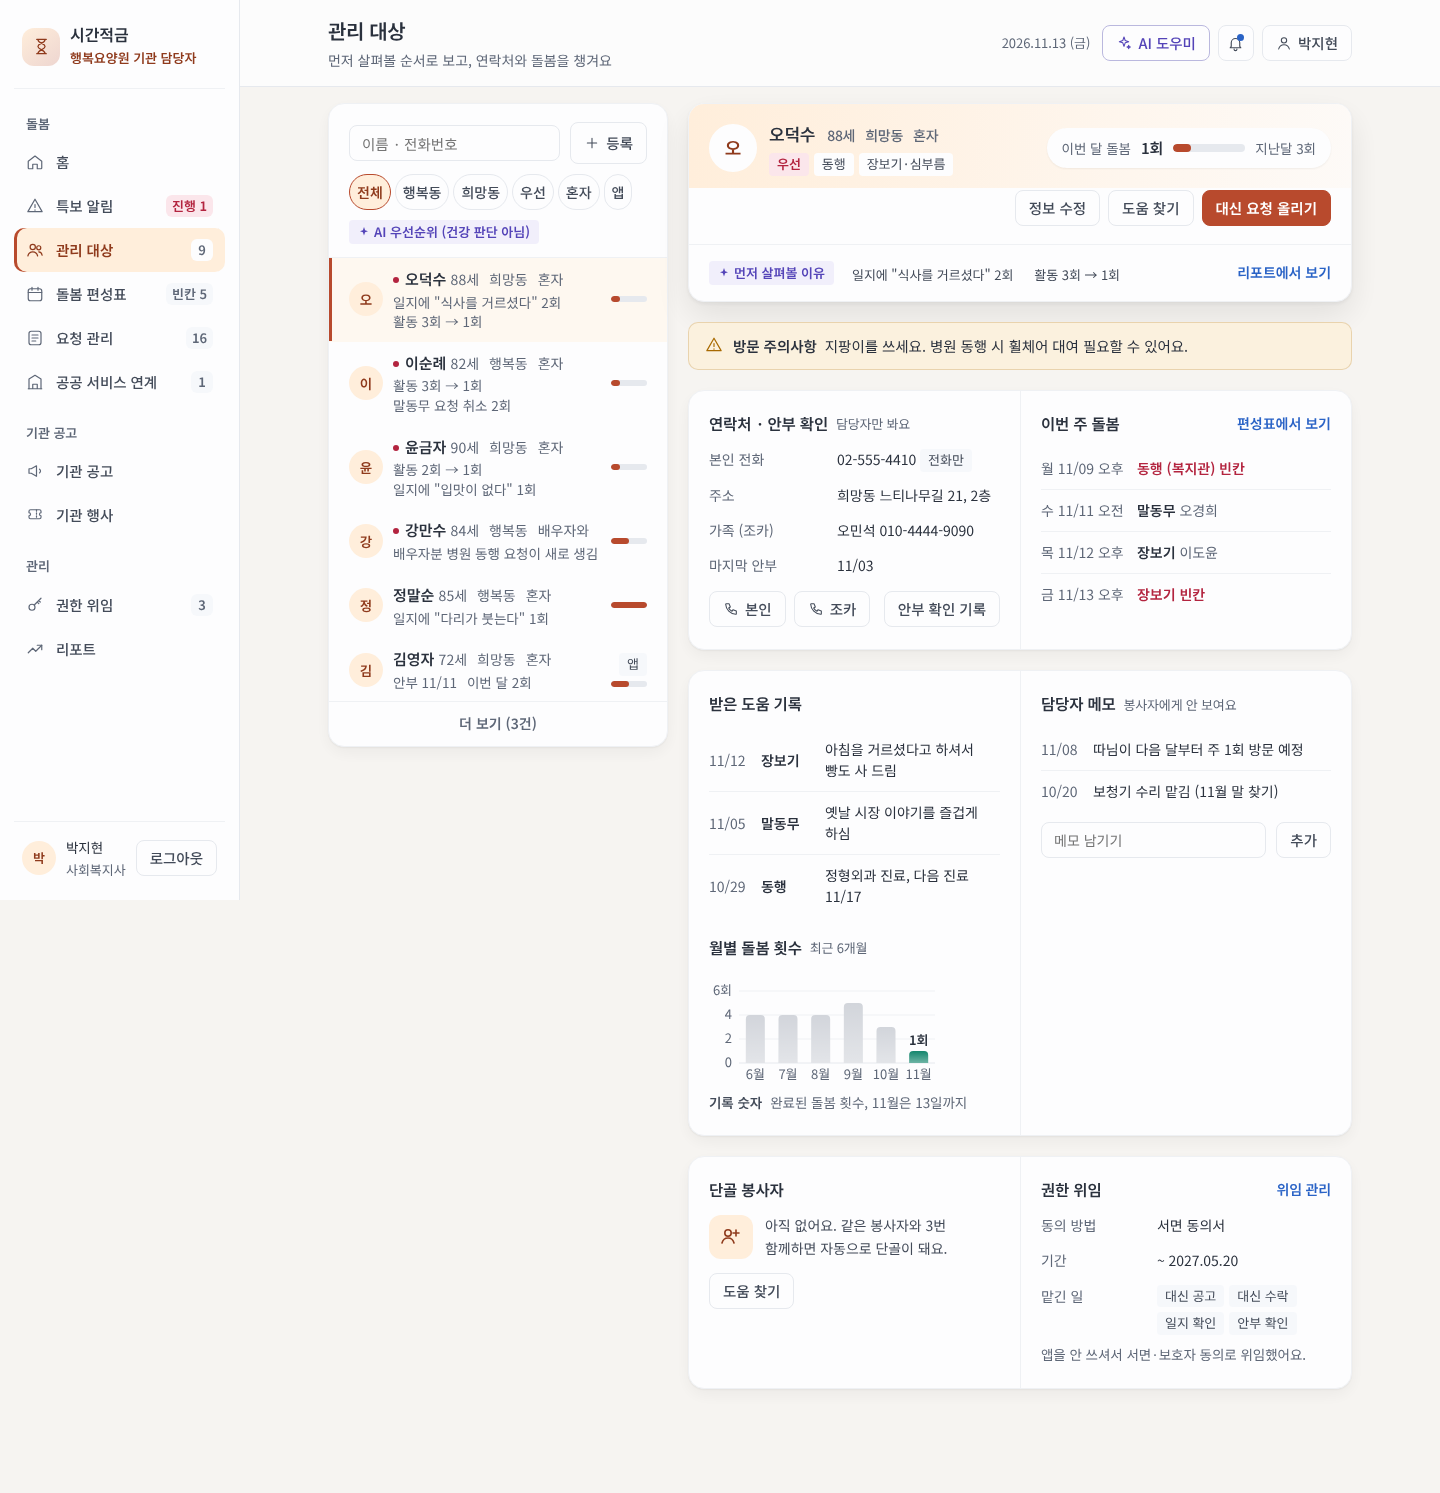 시간적금
행복요양원 기관 담당자
돌봄
홈
특보 알림 진행 1
관리 대상 9
돌봄 편성표 빈칸 5
요청 관리 16
공공 서비스 연계 1
기관 공고
기관 공고
기관 행사
관리
권한 위임 3
리포트
박 박지현
사회복지사
로그아웃
관리 대상
먼저 살펴볼 순서로 보고, 연락처와 돌봄을 챙겨요
2026.11.13 (금) AI 도우미 박지현
이름 · 전화번호 등록
전체 행복동 희망동 우선 혼자 앱
AI 우선순위 (건강 판단 아님)
오 오덕수 88세 희망동 혼자
일지에 "식사를 거르셨다" 2회
활동 3회 → 1회
이 이순례 82세 행복동 혼자
활동 3회 → 1회
말동무 요청 취소 2회
윤 윤금자 90세 희망동 혼자
활동 2회 → 1회
일지에 "입맛이 없다" 1회
강 강만수 84세 행복동 배우자와
배우자분 병원 동행 요청이 새로 생김
정 정말순 85세 행복동 혼자
일지에 "다리가 붓는다" 1회
김 김영자 72세 희망동 혼자 앱
안부 11/11 이번 달 2회
더 보기 (3건)
오 오덕수 88세 희망동 혼자
우선 동행 장보기·심부름
이번 달 돌봄 1회 지난달 3회
정보 수정 도움 찾기 대신 요청 올리기
먼저 살펴볼 이유 일지에 "식사를 거르셨다" 2회 활동 3회 → 1회 리포트에서 보기
방문 주의사항 지팡이를 쓰세요. 병원 동행 시 휠체어 대여 필요할 수 있어요.
연락처 · 안부 확인 담당자만 봐요
본인 전화 02-555-4410 전화만
주소 희망동 느티나무길 21, 2층
가족 (조카) 오민석 010-4444-9090
마지막 안부 11/03
본인 조카 안부 확인 기록
이번 주 돌봄 편성표에서 보기
월 11/09 오후 동행 (복지관) 빈칸
수 11/11 오전 말동무 오경희
목 11/12 오후 장보기 이도윤
금 11/13 오후 장보기 빈칸
받은 도움 기록
11/12 장보기 아침을 거르셨다고 하셔서
빵도 사 드림
11/05 말동무 옛날 시장 이야기를 즐겁게
하심
10/29 동행 정형외과 진료, 다음 진료
11/17
월별 돌봄 횟수 최근 6개월
6회
4
2
0
1회
6월 7월 8월 9월 10월 11월
기록 숫자 완료된 돌봄 횟수, 11월은 13일까지
담당자 메모 봉사자에게 안 보여요
11/08 따님이 다음 달부터 주 1회 방문 예정
10/20 보청기 수리 맡김 (11월 말 찾기)
메모 남기기 추가
단골 봉사자
아직 없어요. 같은 봉사자와 3번
함께하면 자동으로 단골이 돼요.
도움 찾기
권한 위임 위임 관리
동의 방법 서면 동의서
기간 ~ 2027.05.20
맡긴 일 대신 공고 대신 수락
일지 확인 안부 확인
앱을 안 쓰셔서 서면·보호자 동의로 위임했어요.